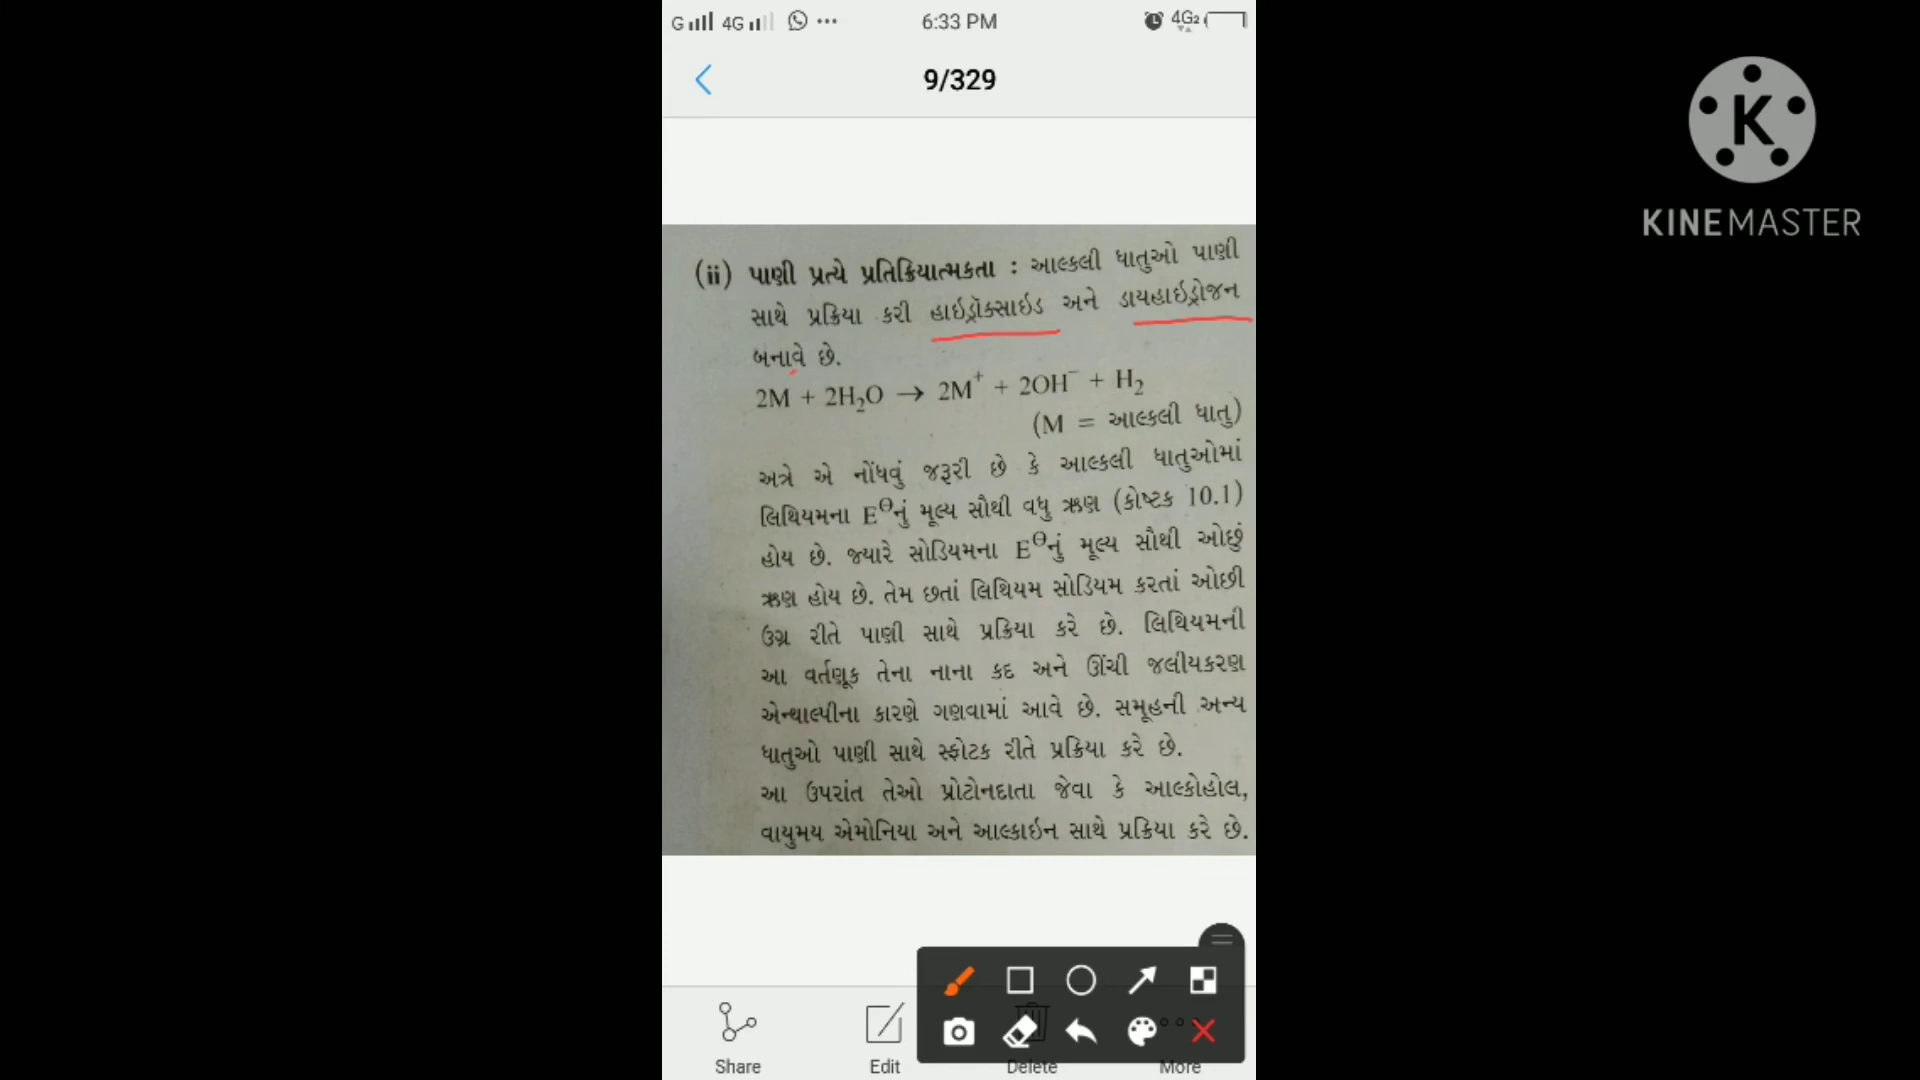 G 4G 6:33 PM 4G2
9/329
KINEMASTER
(ii) પાણી પ્રત્યે પ્રતિક્રિયાત્મકતા : આલ્કલી ધાતુઓ પાણી
સાથે પ્રક્રિયા કરી હાઇડ્રૉક્સાઇડ અને ડાયહાઇડ્રોજન
બનાવે છે.
2M + 2H₂O → 2M⁺ + 2OH⁻ + H₂
(M = આલ્કલી ધાતુ)
અત્રે એ નોંધવું જરૂરી છે કે આલ્કલી ધાતુઓમાં
લિથિયમના E⊖નું મૂલ્ય સૌથી વધુ ઋણ (કોષ્ટક 10.1)
હોય છે. જ્યારે સોડિયમના E⊖નું મૂલ્ય સૌથી ઓછું
ઋણ હોય છે. તેમ છતાં લિથિયમ સોડિયમ કરતાં ઓછી
ઉગ્ર રીતે પાણી સાથે પ્રક્રિયા કરે છે. લિથિયમની
આ વર્તણૂક તેના નાના કદ અને ઊંચી જલીયકરણ
એન્થાલ્પીના કારણે ગણવામાં આવે છે. સમૂહની અન્ય
ધાતુઓ પાણી સાથે સ્ફોટક રીતે પ્રક્રિયા કરે છે.
આ ઉપરાંત તેઓ પ્રોટોનદાતા જેવા કે આલ્કોહોલ,
વાયુમય એમોનિયા અને આલ્કાઇન સાથે પ્રક્રિયા કરે છે.
Share Edit Delete More